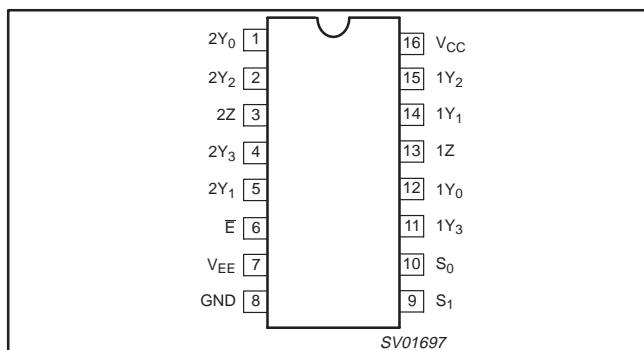 2Y0 1 16 VCC
2Y2 2 15 1Y2
2Z 3 14 1Y1
2Y3 4 13 1Z
2Y1 5 12 1Y0
E̅ 6 11 1Y3
VEE 7 10 S0
GND 8 9 S1
SV01697